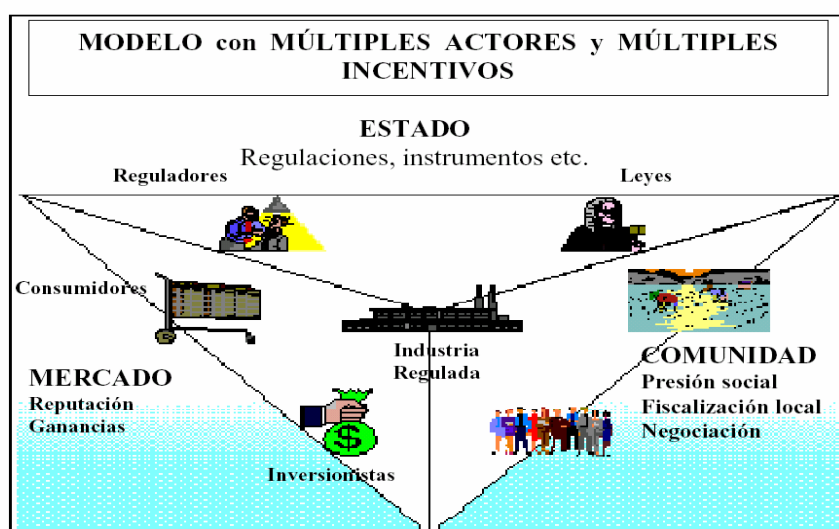 MODELO con MÚLTIPLES ACTORES y MÚLTIPLES
INCENTIVOS
ESTADO
Regulaciones, instrumentos etc.
Reguladores
Leyes
Consumidores
Industria
Regulada
MERCADO
Reputación
Ganancias
COMUNIDAD
Presión social
Fiscalización local
Negociación
$
Inversionistas